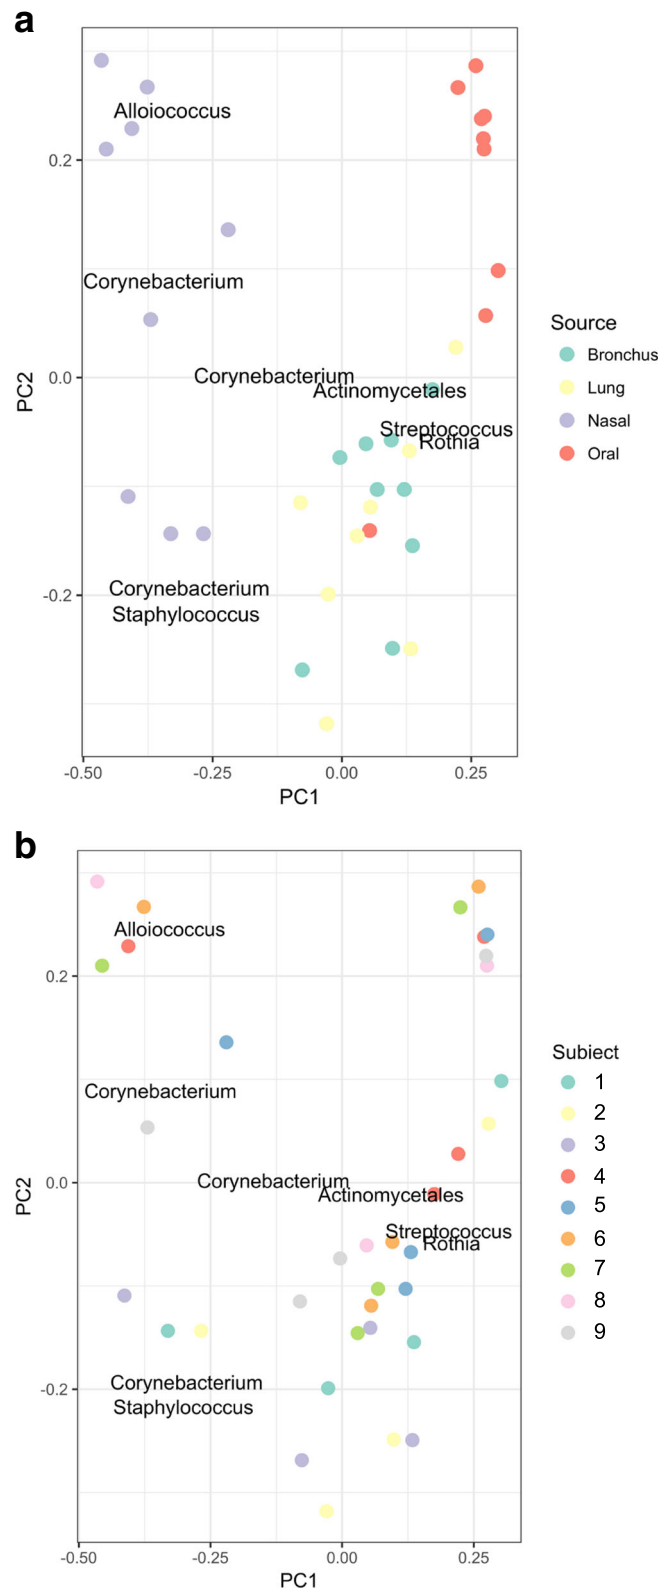 a
Alloiococcus
0.2
Corynebacterium
Source
Bronchus
Lung
Nasal
Oral
Corynebacterium
0.0
Actinomycetales
PC2
Streptococcus
Rothia
Corynebacterium
-0.2
Staphylococcus
-0.50 -0.25 0.00 0.25
PC1
b
Alloiococcus
0.2
Subiect
1
2
3
4
5
6
7
8
9
Corynebacterium
Corynebacterium
0.0
Actinomycetales
PC2
Streptococcus
Rothia
Corynebacterium
-0.2
Staphylococcus
-0.50 -0.25 0.00 0.25
PC1